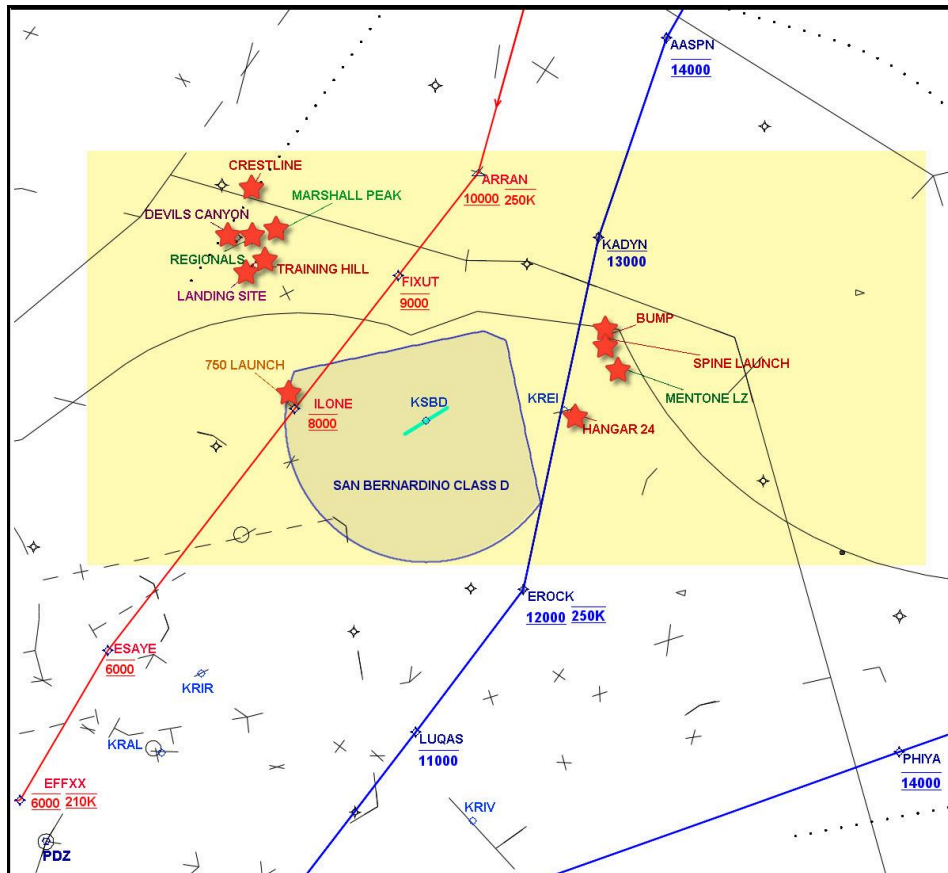 AASPN
14000
CRESTLINE
MARSHALL PEAK
ARRAN
10000 250K
DEVILS CANYON
KADYN
13000
REGIONALS
TRAINING HILL
LANDING SITE
FIXUT
9000
BUMP
SPINE LAUNCH
750 LAUNCH
MENTONE LZ
KREI
ILONE
8000
KSBD
HANGAR 24
SAN BERNARDINO CLASS D
EROCK
12000 250K
ESAYE
6000
KRIR
LUQAS
11000
KRAL
PHIYA
14000
EFFXX
6000 210K
KRIV
PDZ